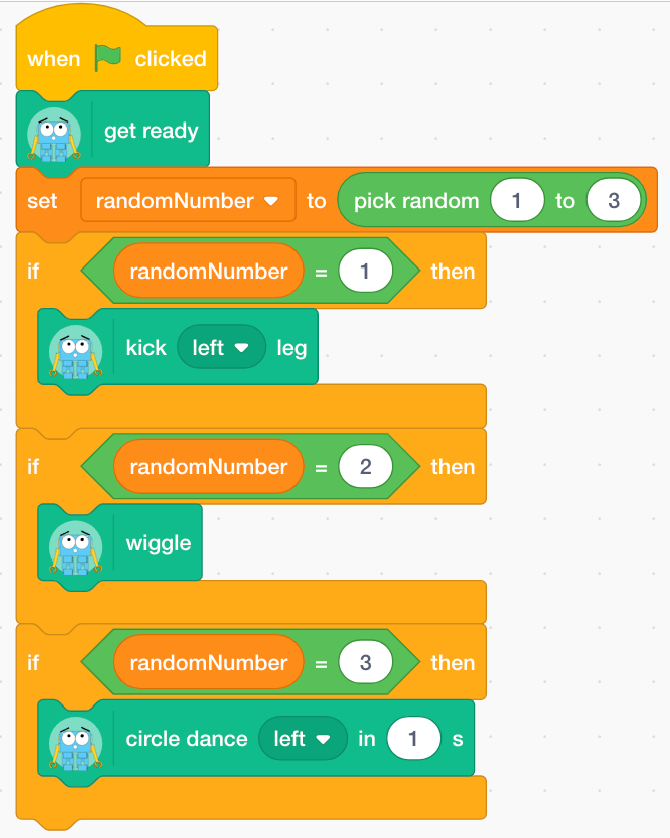 when clicked
get ready
set randomNumber to pick random 1 to 3
if randomNumber = 1 then
kick left leg
if randomNumber = 2 then
wiggle
if randomNumber = 3 then
circle dance left in 1 s